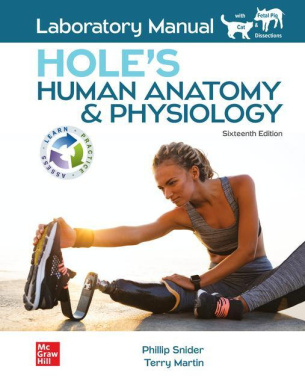 Laboratory Manual
with
Cat
&
Fetal Pig
Dissections
HOLE'S
HUMAN ANATOMY
& PHYSIOLOGY
Sixteenth Edition
LEARN • PRACTICE • ASSESS
Mc
Graw
Hill
Phillip Snider
Terry Martin